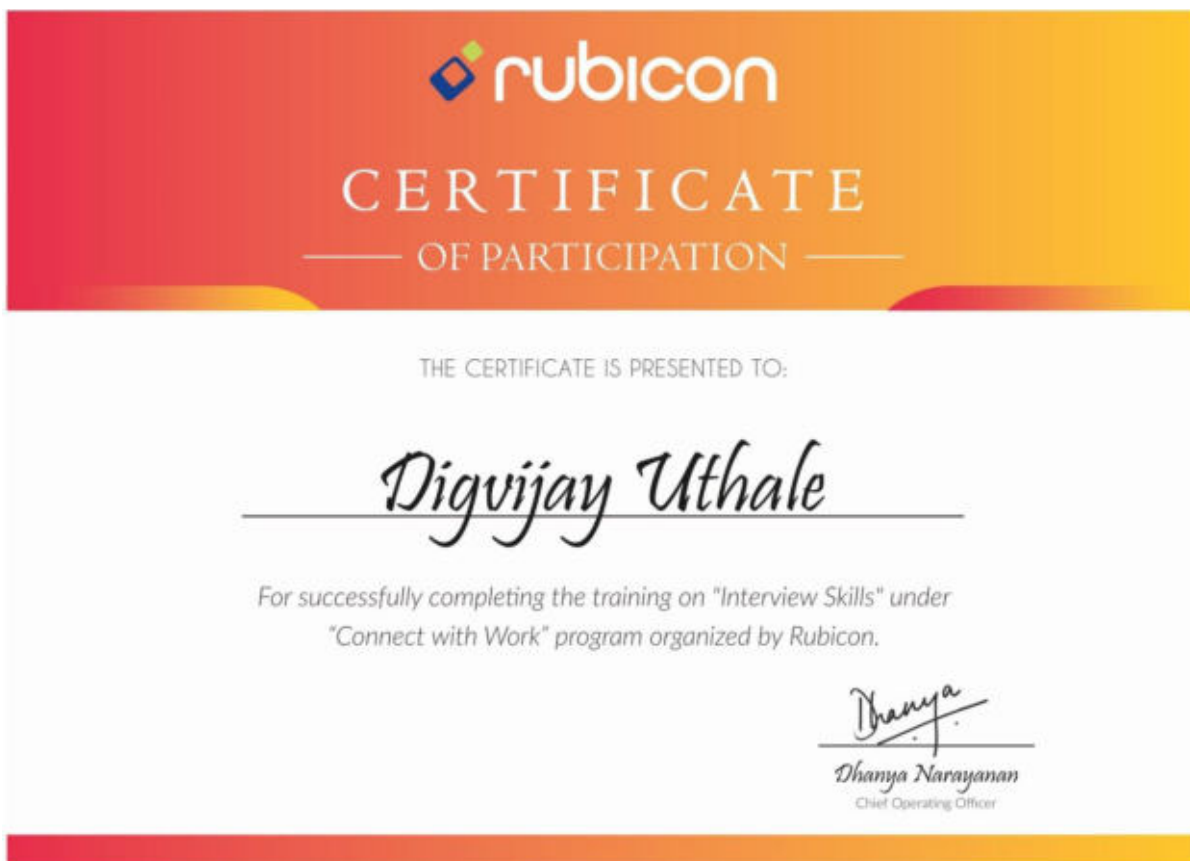 rubicon
CERTIFICATE
OF PARTICIPATION
THE CERTIFICATE IS PRESENTED TO:
Digvijay Uthale
For successfully completing the training on "Interview Skills" under
"Connect with Work" program organized by Rubicon.
Dhanya
Dhanya Narayanan
Chief Operating Officer